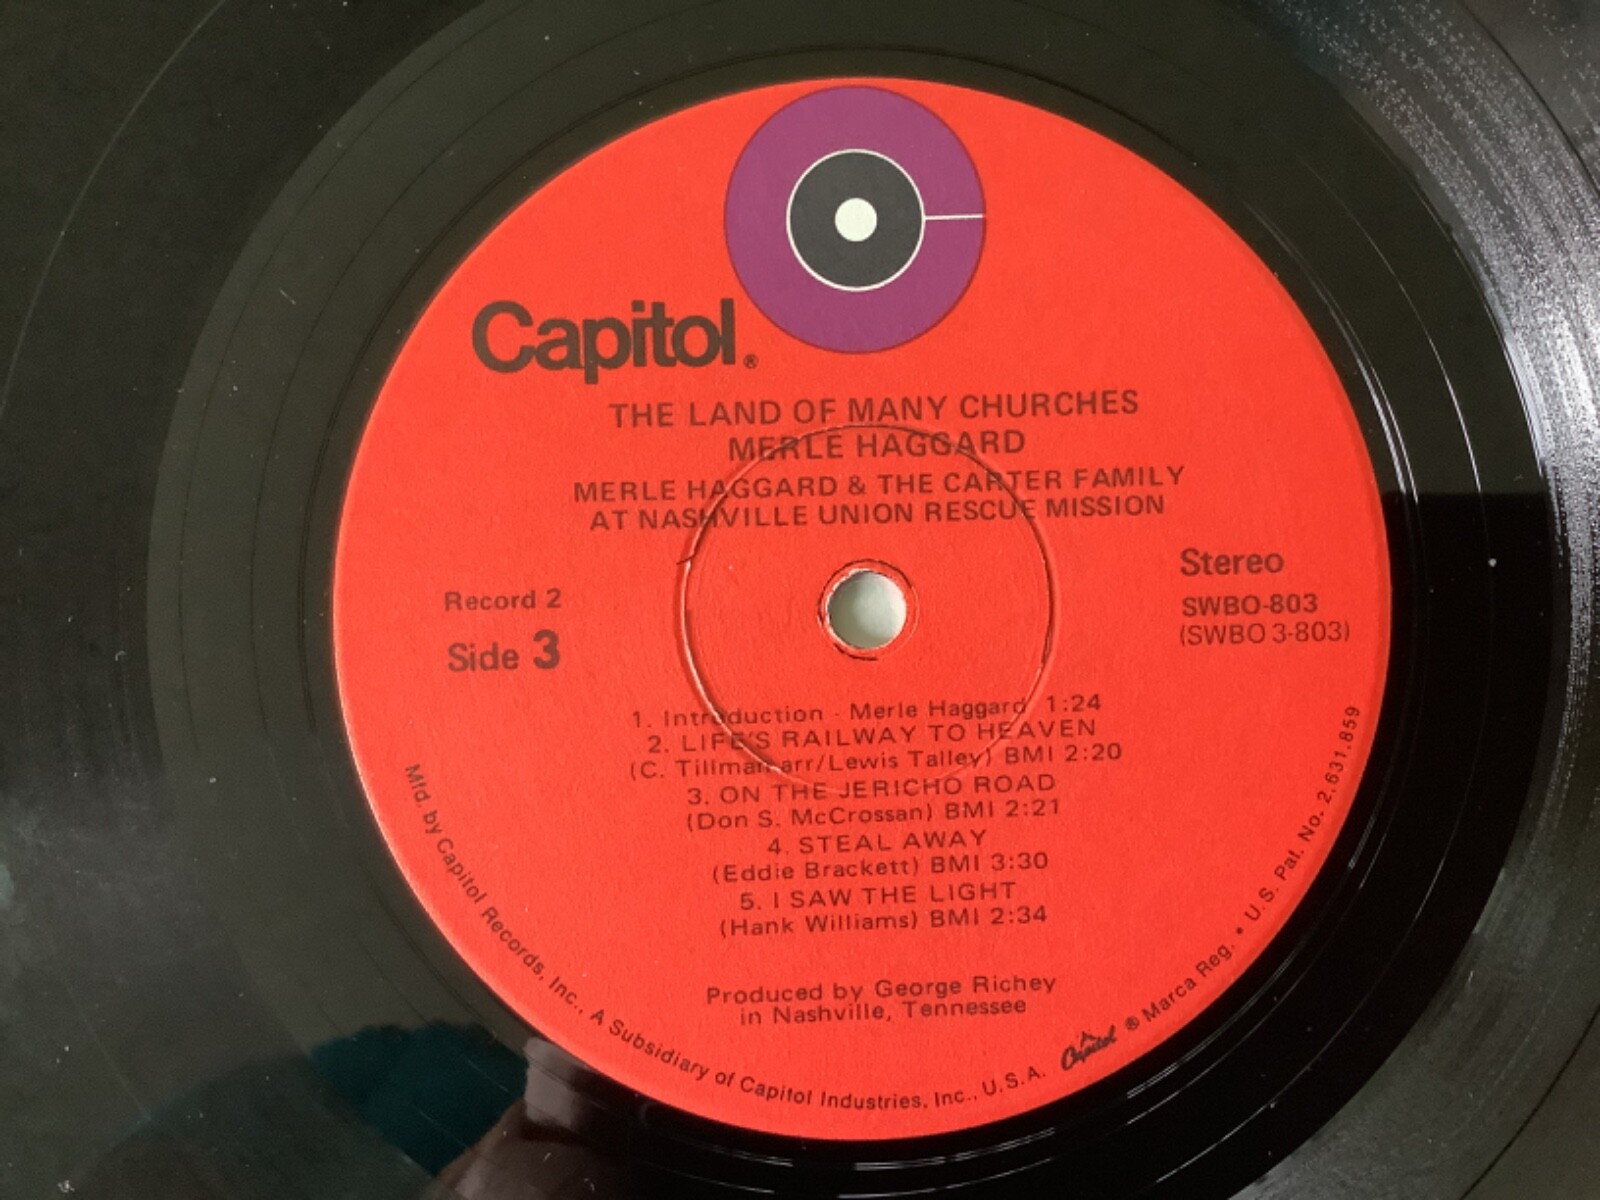 Capitol®
THE LAND OF MANY CHURCHES
MERLE HAGGARD
MERLE HAGGARD & THE CARTER FAMILY
AT NASHVILLE UNION RESCUE MISSION
Record 2
Side 3
Stereo
SWBO-803
(SWBO 3-803)
1. Introduction - Merle Haggard 1:24
2. LIFE'S RAILWAY TO HEAVEN
(C. Tillman arr/Lewis Talley) BMI 2:20
3. ON THE JERICHO ROAD
(Don S. McCrossan) BMI 2:21
4. STEAL AWAY
(Eddie Brackett) BMI 3:30
5. I SAW THE LIGHT
(Hank Williams) BMI 2:34
Produced by George Richey
in Nashville, Tennessee
Mfd. by Capitol Records, Inc., A Subsidiary of Capitol Industries, Inc., U.S.A. Capitol ® Marca Reg. • U.S. Pat. No. 2,631,859